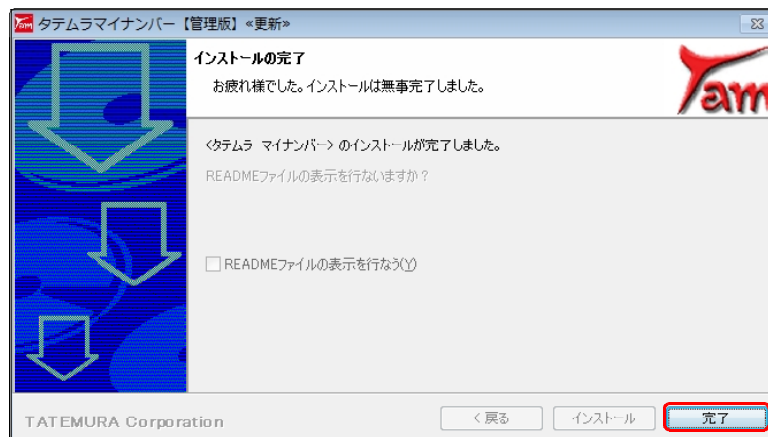 タテムラマイナンバー【管理版】≪更新≫
インストールの完了
お疲れ様でした。インストールは無事完了しました。
Tam
<タテムラ マイナンバー> のインストールが完了しました。
READMEファイルの表示を行ないますか？
READMEファイルの表示を行なう(Y)
TATEMURA Corporation
< 戻る
インストール
完了